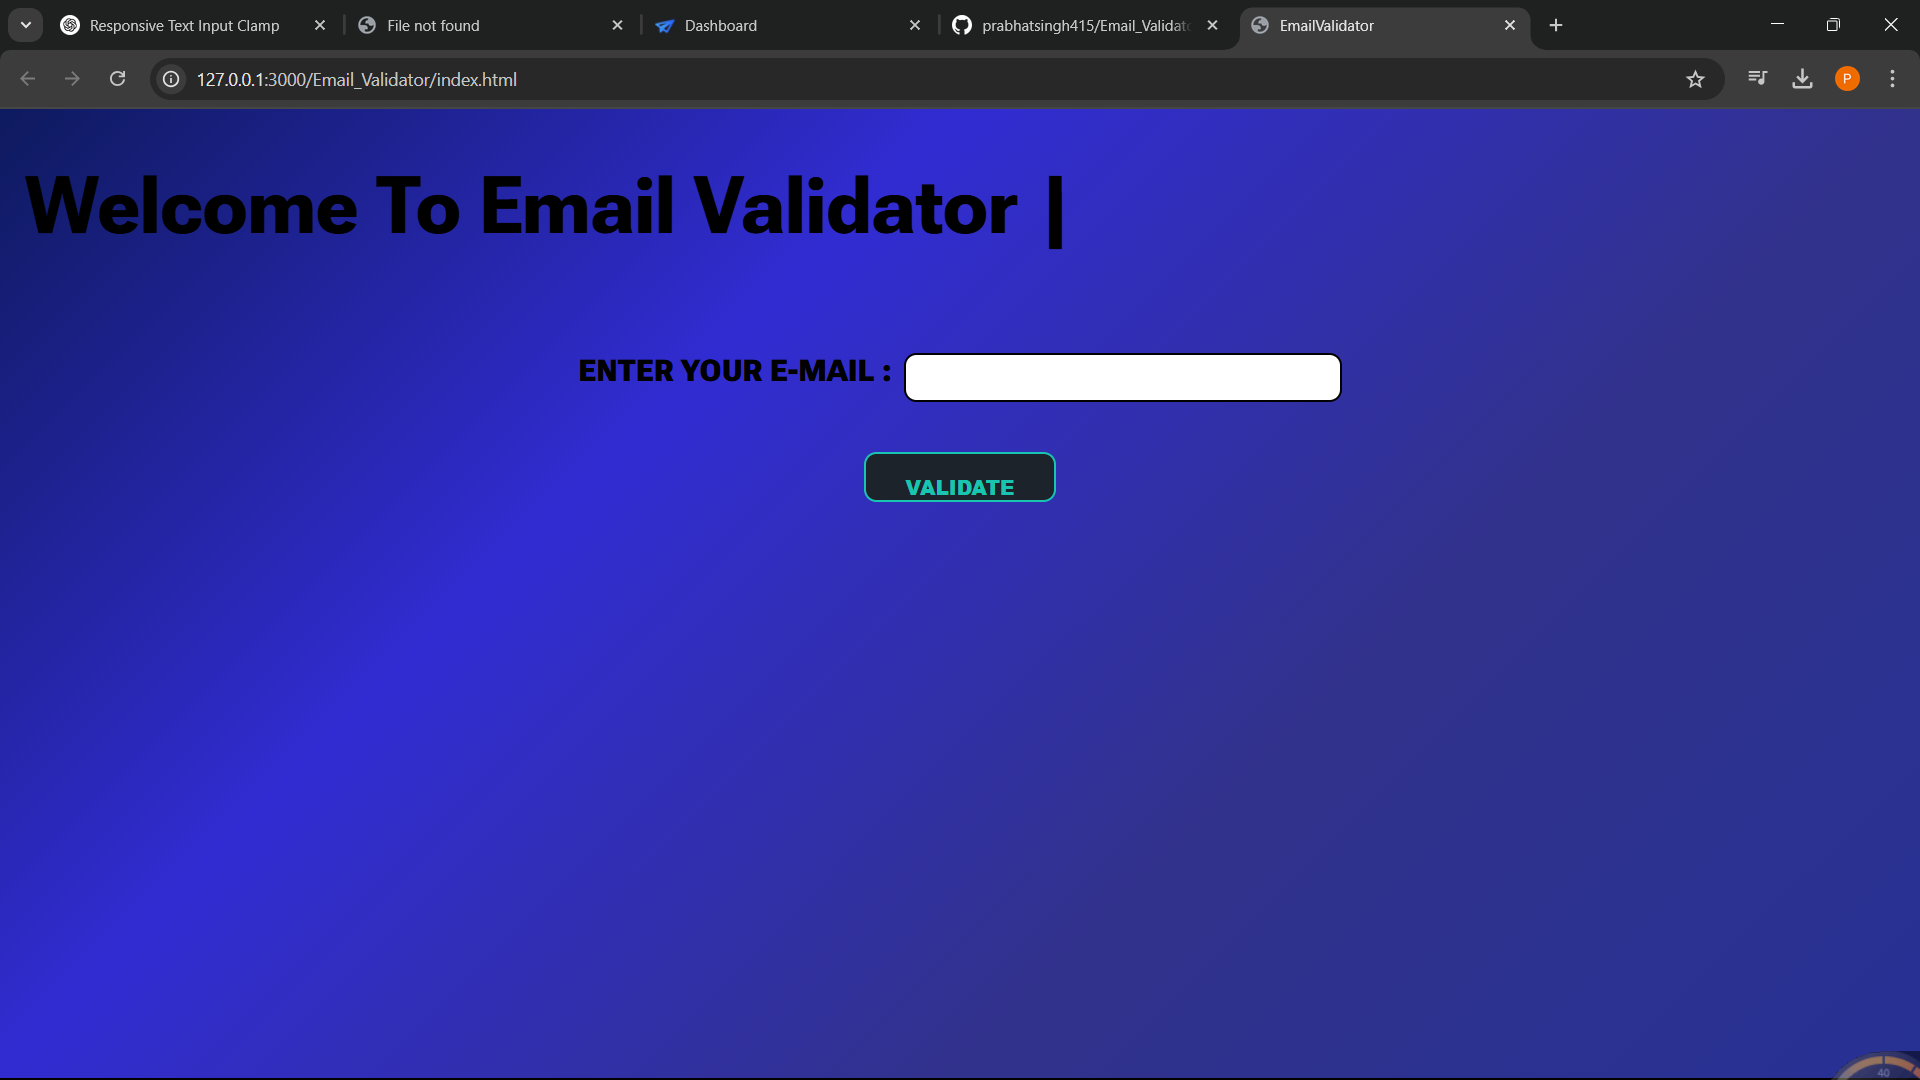 Responsive Text Input Clamp
File not found
Dashboard
prabhatsingh415/Email_Validat
EmailValidator
127.0.0.1:3000/Email_Validator/index.html
P
Welcome To Email Validator |
ENTER YOUR E-MAIL :
VALIDATE
40